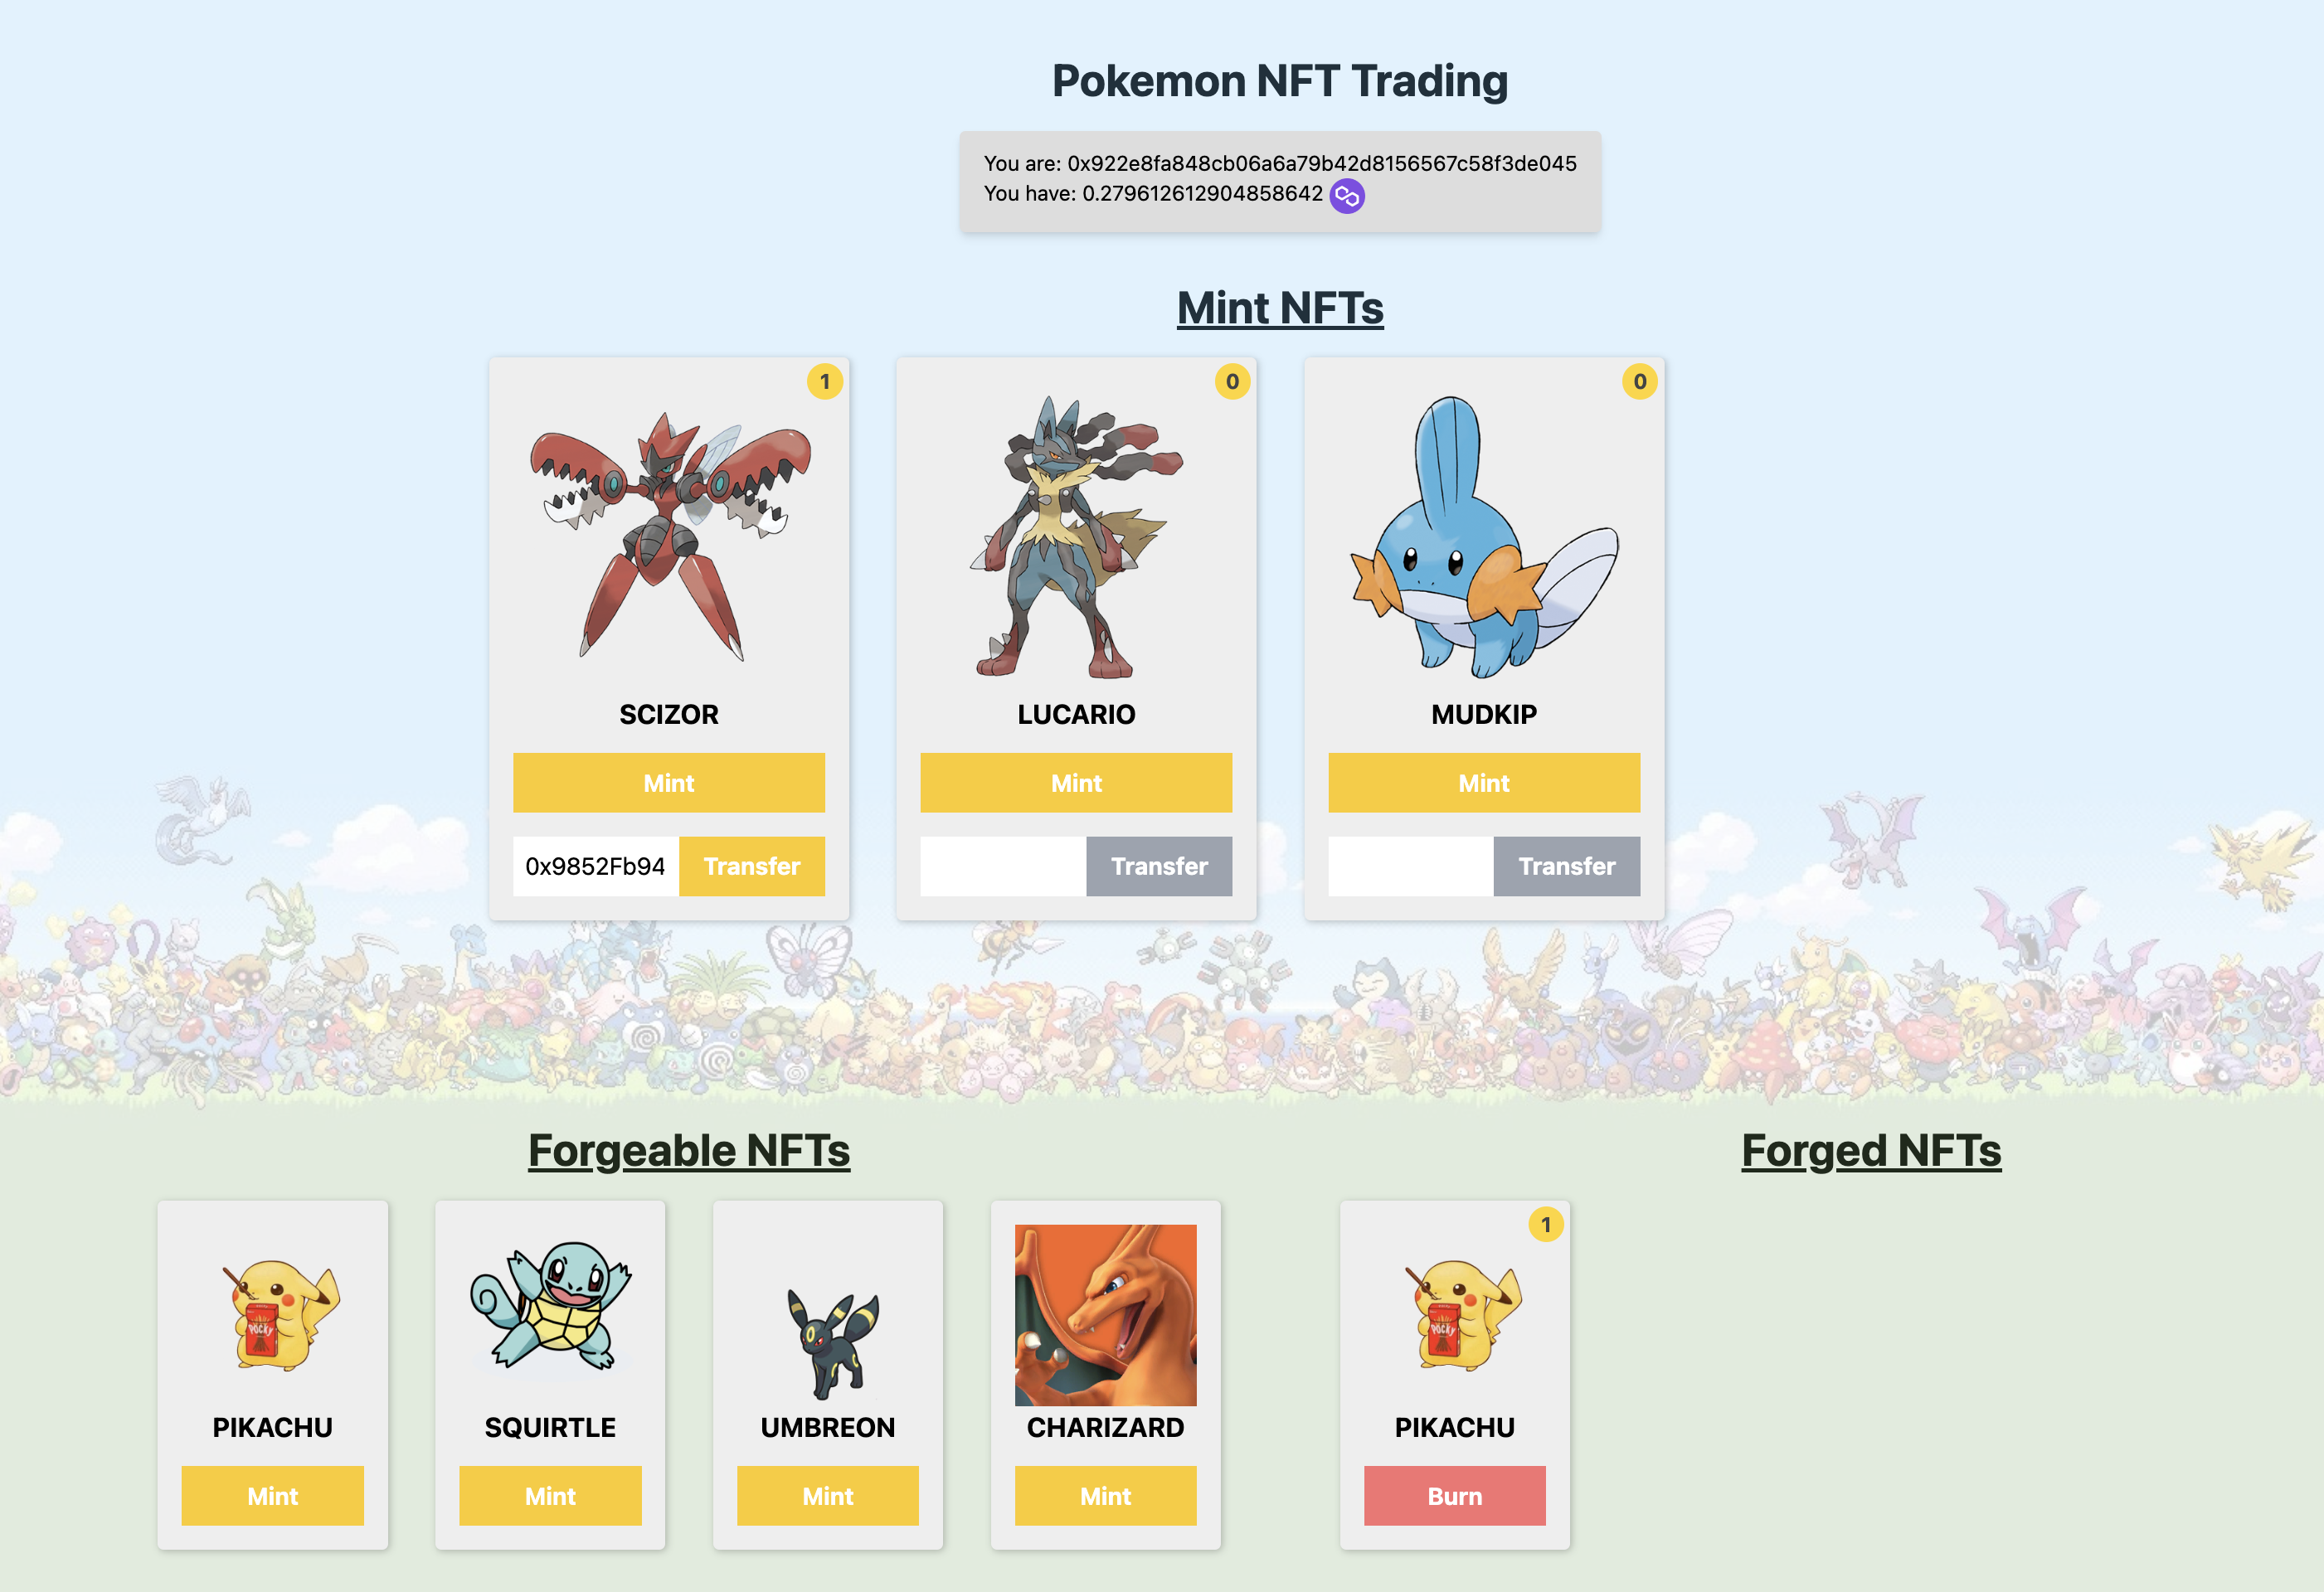 Pokemon NFT Trading
You are: 0x922e8fa848cb06a6a79b42d8156567c58f3de045
You have: 0.279612612904858642
Mint NFTs
1
0
0
SCIZOR
LUCARIO
MUDKIP
Mint
Mint
Mint
0x9852Fb94
Transfer
Transfer
Transfer
Forgeable NFTs
Forged NFTs
1
POCKY
POCKY
PIKACHU
SQUIRTLE
UMBREON
CHARIZARD
PIKACHU
Mint
Mint
Mint
Mint
Burn